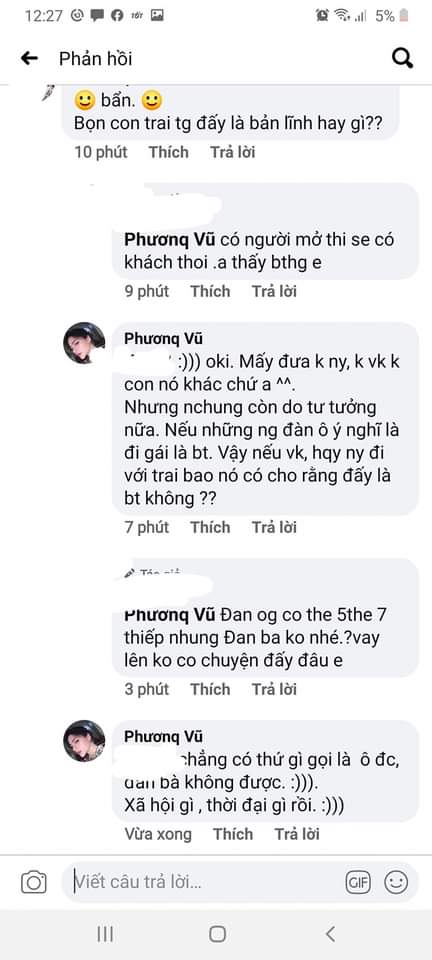 12:27
5%
Phản hồi
bẩn.
Bọn con trai tg đấy là bản lĩnh hay gì??
10 phút Thích Trả lời
Phươnq Vũ có người mở thi se có
khách thoi .a thấy bthg e
9 phút Thích Trả lời
Phươnq Vũ
:))) oki. Mấy đưa k ny, k vk k
con nó khác chứ a ^^.
Nhưng nchung còn do tư tưởng
nữa. Nếu những ng đàn ô ý nghĩ là
đi gái là bt. Vậy nếu vk, hqy ny đi
với trai bao nó có cho rằng đấy là
bt không ??
7 phút Thích Trả lời
Phươnq Vũ Đan og co the 5the 7
thiếp nhung Đan ba ko nhé.?vay
lên ko co chuyện đấy đâu e
3 phút Thích Trả lời
Phươnq Vũ
chẳng có thứ gì gọi là ô đc,
đàn bà không được. :))).
Xã hội gì , thời đại gì rồi. :)))
Vừa xong Thích Trả lời
Viết câu trả lời...
GIF